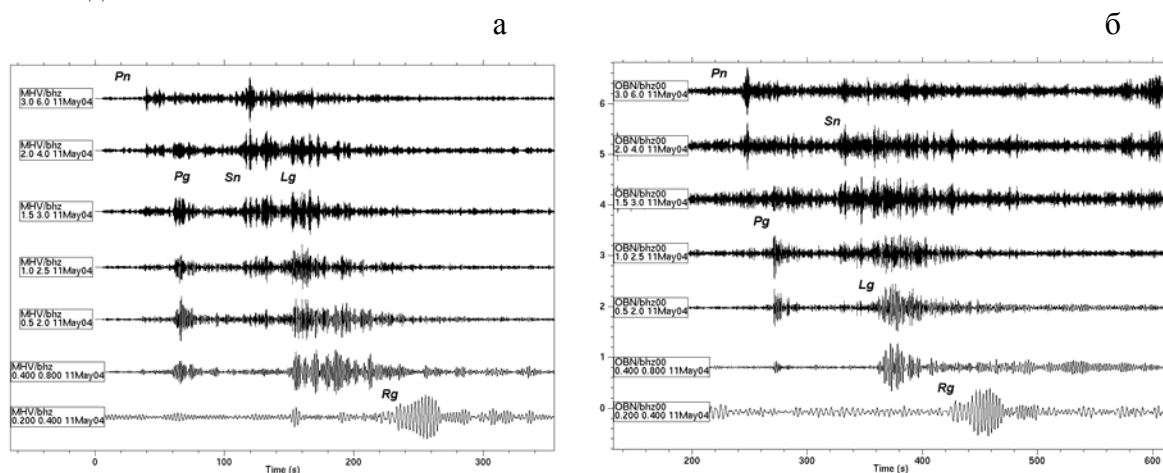 а
б
Pn
MHV/bhz
3.0 6.0 11May04
MHV/bhz
2.0 4.0 11May04
Pg Sn Lg
MHV/bhz
1.5 3.0 11May04
MHV/bhz
1.0 2.5 11May04
MHV/bhz
0.5 2.0 11May04
MHV/bhz
0.400 0.800 11May04
Rg
MHV/bhz
0.200 0.400 11May04
0 100 200 300
Time (s)
Pn
6
OBN/bhz00
3.0 6.0 11May04
Sn
5
OBN/bhz00
2.0 4.0 11May04
4
OBN/bhz00
1.5 3.0 11May04
Pg
3
OBN/bhz00
1.0 2.5 11May04
Lg
2
OBN/bhz00
0.5 2.0 11May04
1
OBN/bhz00
0.400 0.800 11May04
Rg
0
OBN/bhz00
0.200 0.400 11May04
200 300 400 500 600
Time (s)